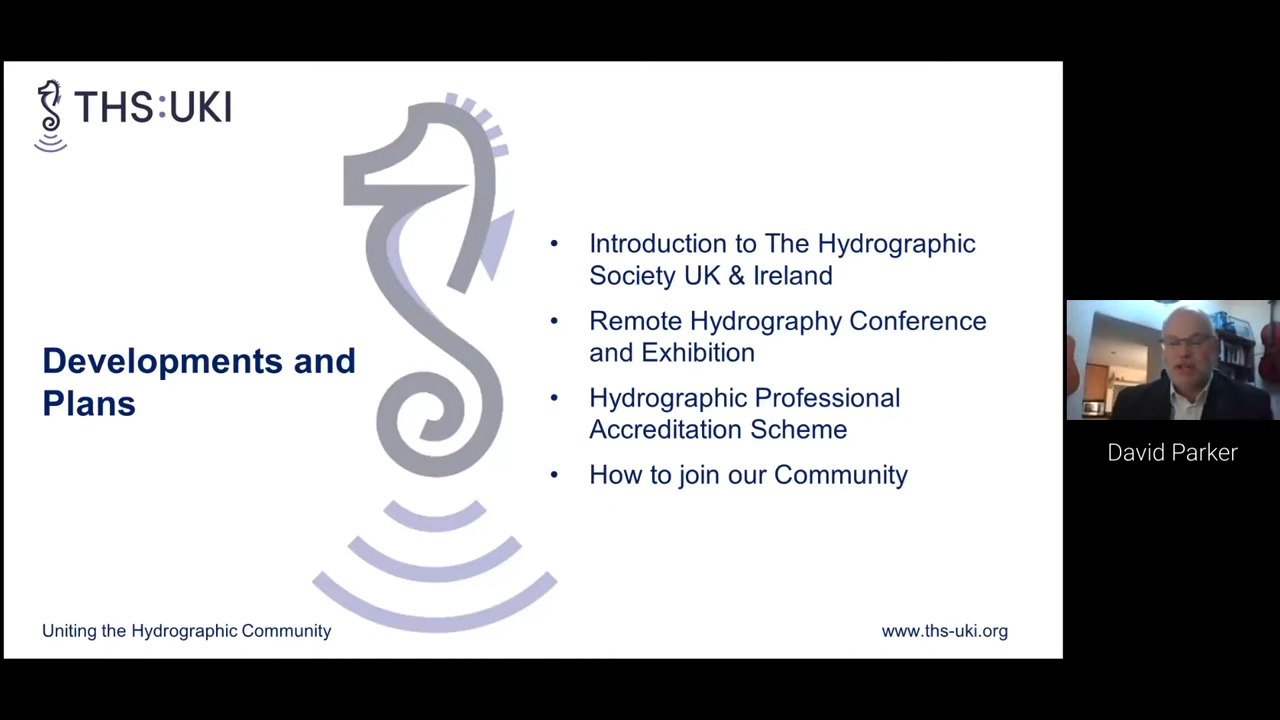 THS:UKI
Developments and
Plans
• Introduction to The Hydrographic
Society UK & Ireland
• Remote Hydrography Conference
and Exhibition
• Hydrographic Professional
Accreditation Scheme
• How to join our Community
Uniting the Hydrographic Community
www.ths-uki.org
David Parker